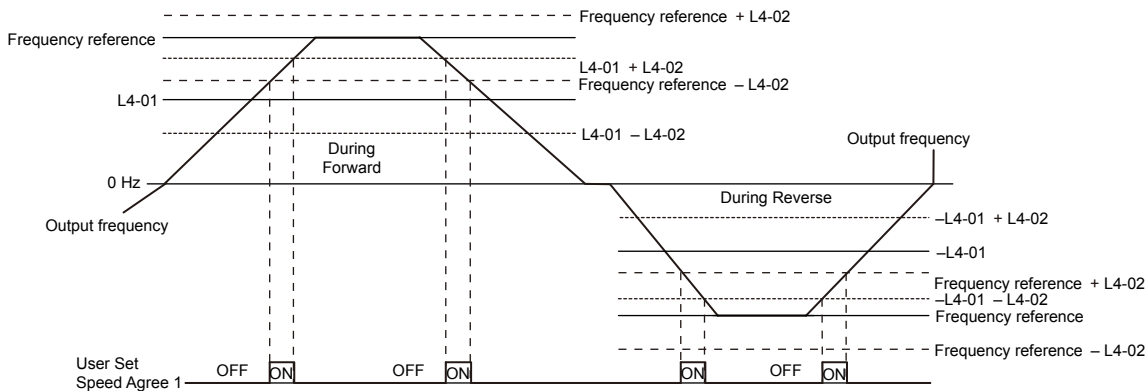 Frequency reference + L4-02
Frequency reference
L4-01 + L4-02
Frequency reference – L4-02
L4-01
L4-01 – L4-02
During
Forward
Output frequency
0 Hz
During Reverse
Output frequency
–L4-01 + L4-02
–L4-01
Frequency reference + L4-02
–L4-01 – L4-02
Frequency reference
Frequency reference – L4-02
User Set
Speed Agree 1
OFF ON OFF ON ON OFF ON